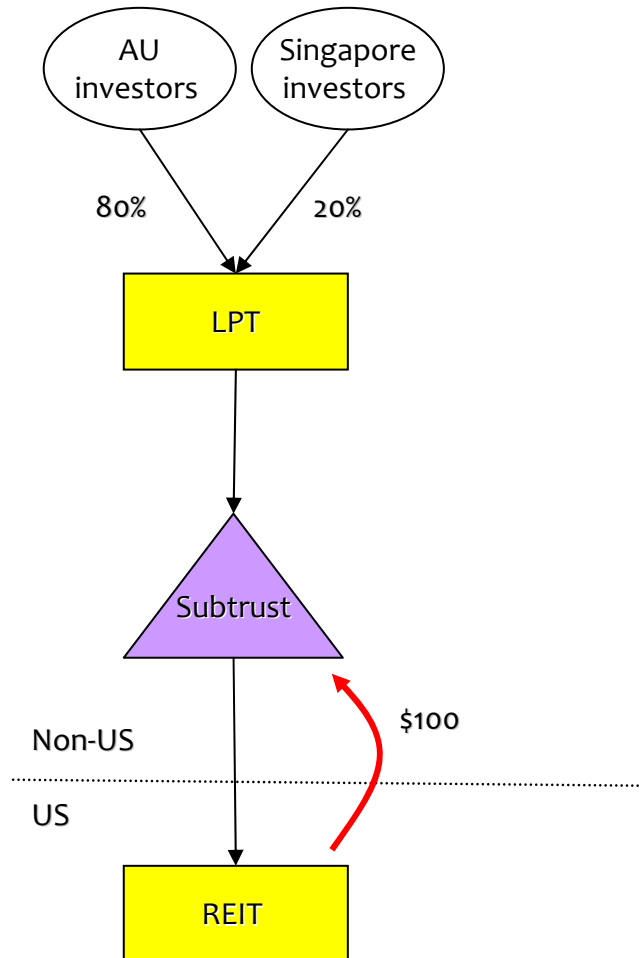 AU
investors
Singapore
investors
80%
20%
LPT
Subtrust
$100
Non-US
US
REIT